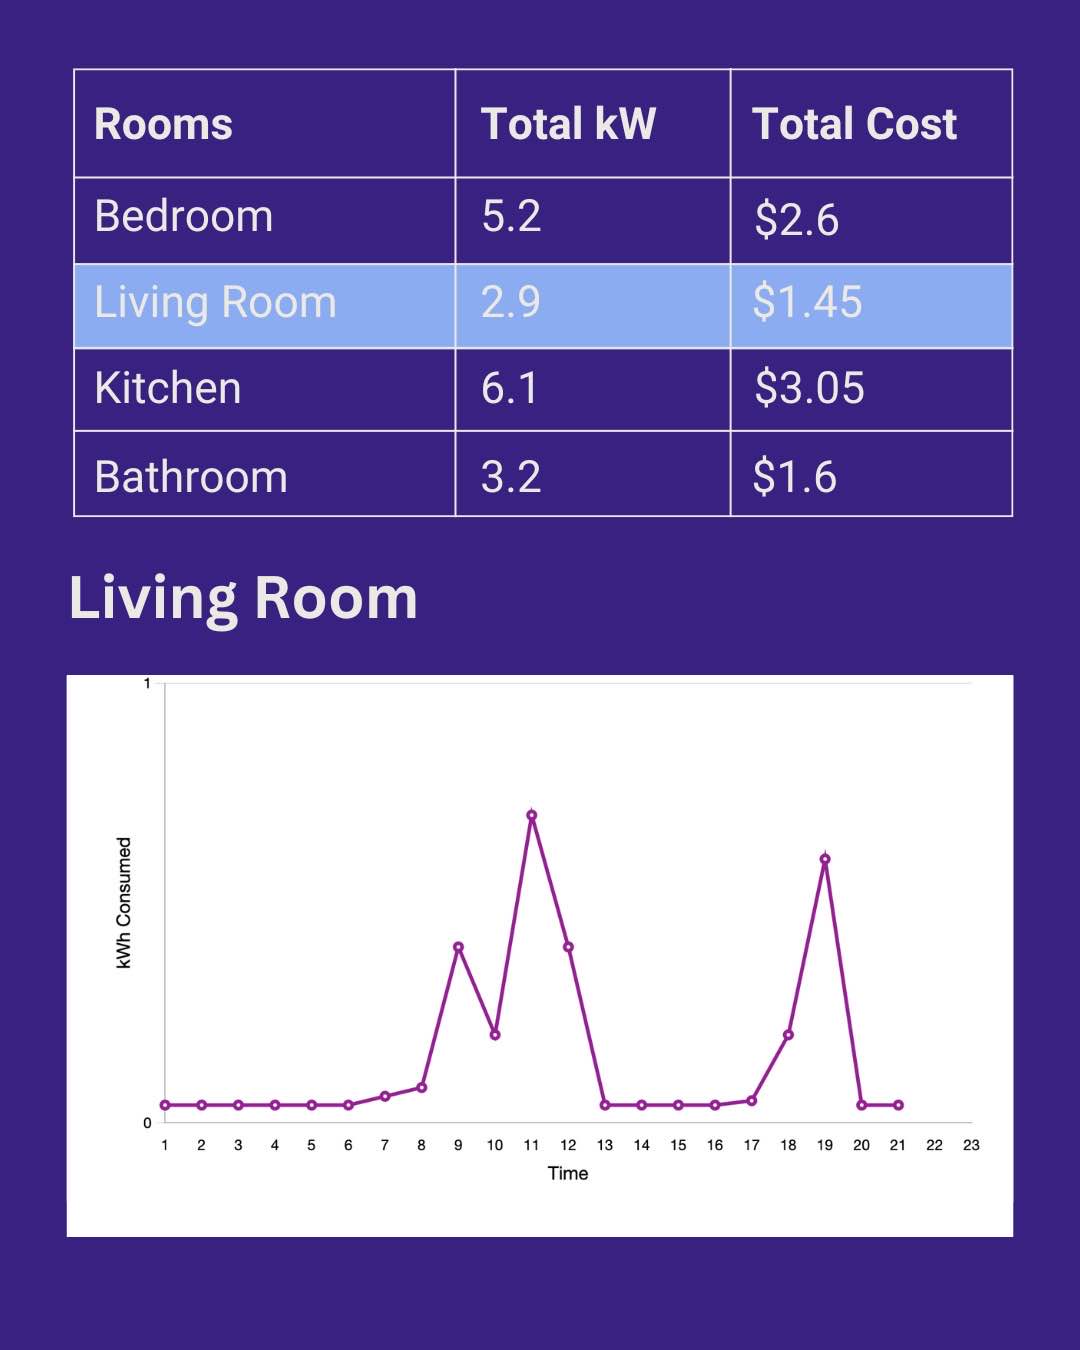 Rooms Total kW Total Cost
Bedroom 5.2 $2.6
Living Room 2.9 $1.45
Kitchen 6.1 $3.05
Bathroom 3.2 $1.6
Living Room
1
kWh Consumed
0
1 2 3 4 5 6 7 8 9 10 11 12 13 14 15 16 17 18 19 20 21 22 23
Time